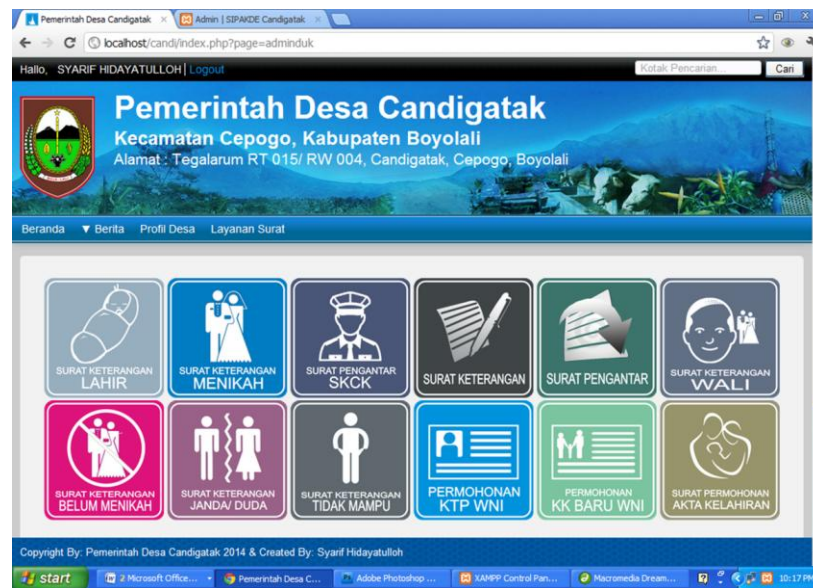 Pemerintah Desa Candigatak
Admin | SIPAKDE Candigatak
localhost/candi/index.php?page=adminduk
Hallo, SYARIF HIDAYATULLOH | Logout
Kotak Pencarian...
Cari
Pemerintah Desa Candigatak
Kecamatan Cepogo, Kabupaten Boyolali
Alamat : Tegalarum RT 015/ RW 004, Candigatak, Cepogo, Boyolali
Beranda ▼ Berita Profil Desa Layanan Surat
SURAT KETERANGAN
LAHIR
SURAT KETERANGAN
MENIKAH
SURAT PENGANTAR
SKCK
SURAT KETERANGAN
SURAT PENGANTAR
SURAT KETERANGAN
WALI
SURAT KETERANGAN
BELUM MENIKAH
SURAT KETERANGAN
JANDA/ DUDA
SURAT KETERANGAN
TIDAK MAMPU
PERMOHONAN
KTP WNI
PERMOHONAN
KK BARU WNI
SURAT PERMOHONAN
AKTA KELAHIRAN
Copyright By: Pemerintah Desa Candigatak 2014 & Created By: Syarif Hidayatulloh
start
2 Microsoft Office...
Pemerintah Desa C...
Adobe Photoshop ...
XAMPP Control Pan...
Macromedia Dream...
10:17 PM